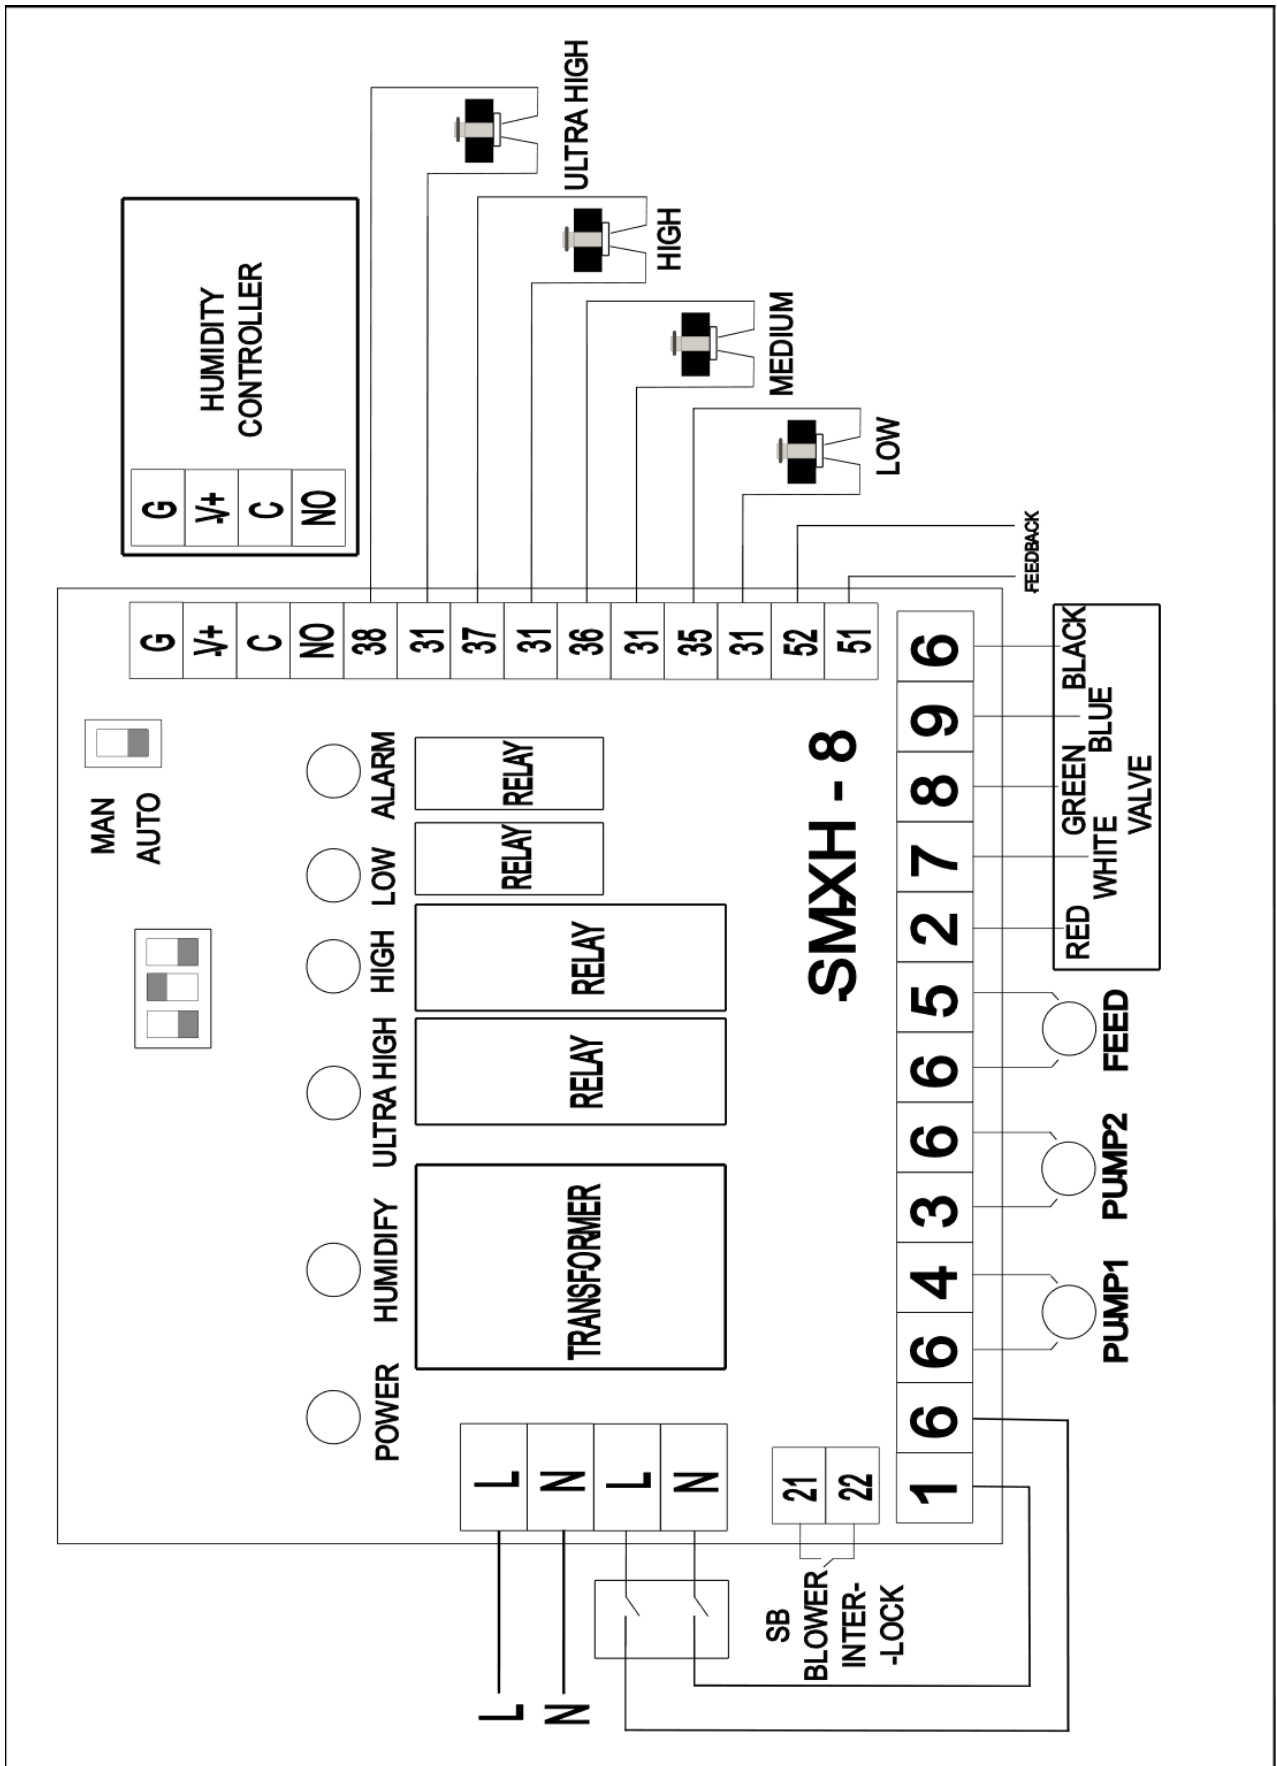 HUMIDITY
CONTROLLER
G
.V+
C
NO
ULTRA HIGH
HIGH
MEDIUM
LOW
FEEDBACK
G
.V+
C
NO
38
31
37
31
36
31
35
31
52
51
MAN
AUTO
POWER
HUMIDIFY
ULTRA HIGH
HIGH
LOW
ALARM
TRANSFORMER
RELAY
RELAY
RELAY
RELAY
SMXH - 8
L
N
L
N
L
N
21
22
SB
BLOWER
INTER-
-LOCK
1
6
6
4
3
6
6
5
2
7
8
9
6
PUMP1
PUMP2
FEED
RED
WHITE
GREEN
BLUE
BLACK
VALVE